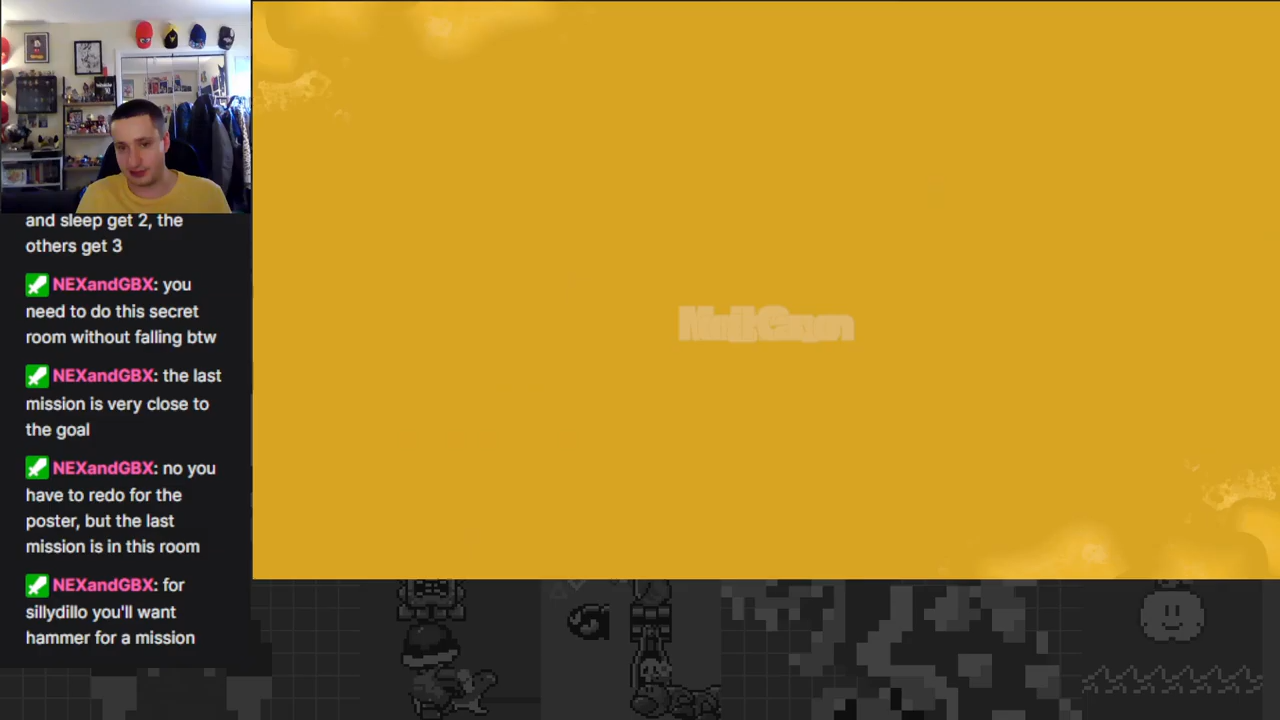 and sleep get 2, the
others get 3
NEXandGBX: you
need to do this secret
room without falling btw
NEXandGBX: the last
mission is very close to
the goal
NEXandGBX: no you
have to redo for the
poster, but the last
mission is in this room
NEXandGBX: for
sillydillo you'll want
hammer for a mission